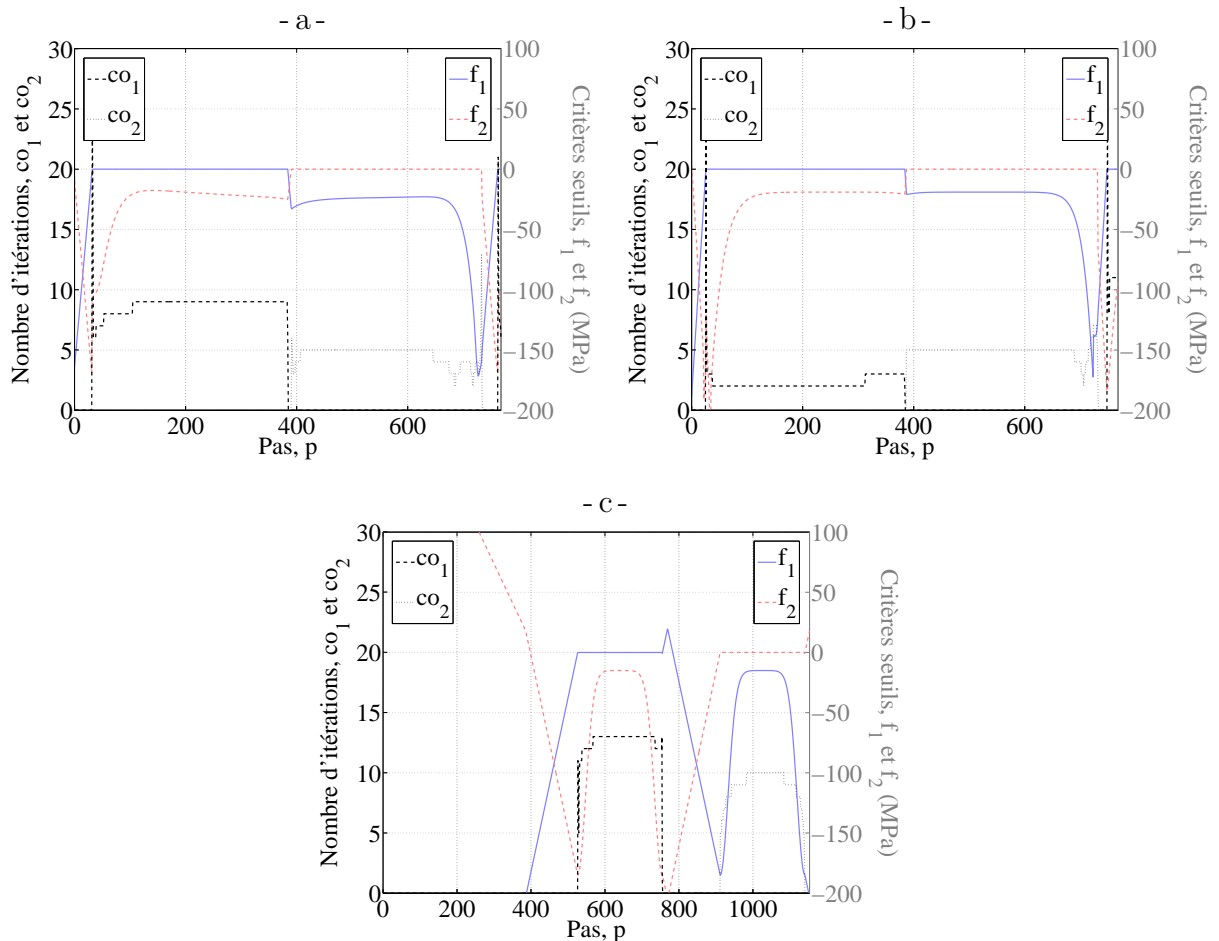 - a -
Nombre d'itérations, co1 et co2
30
25
20
15
10
5
0
0
200
400
600
Pas, p
100
50
0
−50
−100
−150
−200
Critères seuils, f1 et f2 (MPa)
co1
co2
f1
f2
- b -
Nombre d'itérations, co1 et co2
30
25
20
15
10
5
0
0
200
400
600
Pas, p
100
50
0
−50
−100
−150
−200
Critères seuils, f1 et f2 (MPa)
co1
co2
f1
f2
- c -
Nombre d'itérations, co1 et co2
30
25
20
15
10
5
0
0
200
400
600
800
1000
Pas, p
100
50
0
−50
−100
−150
−200
Critères seuils, f1 et f2 (MPa)
co1
co2
f1
f2